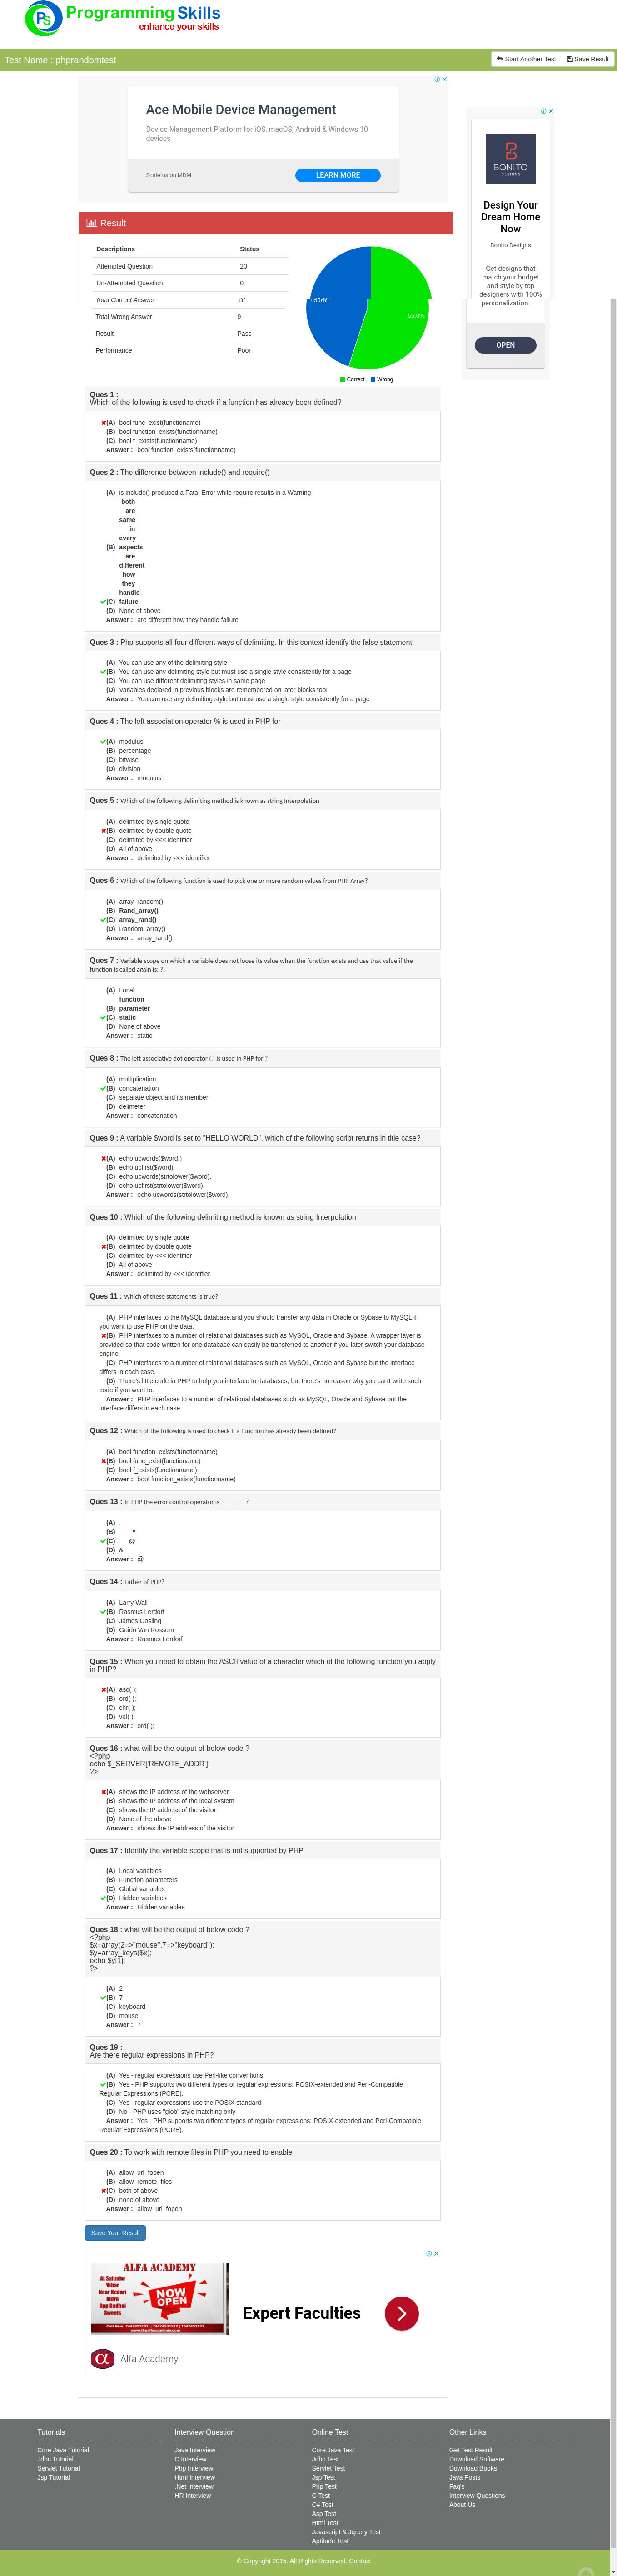 Programming Skills
enhance your skills
Test Name : phprandomtest
Start Another Test
Save Result
Ace Mobile Device Management
Device Management Platform for iOS, macOS, Android & Windows 10
devices
Scalefusion MDM
LEARN MORE
BONITO
DESIGNS
Design Your
Dream Home
Now
Bonito Designs
Get designs that
match your budget
and style by top
designers with 100%
personalization.
OPEN
Result
Descriptions Status
Attempted Question 20
Un-Attempted Question 0
Total Correct Answer
Total Wrong Answer 9
Result Pass
Performance Poor
55.0%
Correct Wrong
Ques 1 :
Which of the following is used to check if a function has already been defined?
(A) bool func_exist(functionname)
(B) bool function_exists(functionname)
(C) bool f_exists(functionname)
Answer : bool function_exists(functionname)
Ques 2 : The difference between include() and require()
(A) is include() produced a Fatal Error while require results in a Warning
both
are
same
in
every
(B) aspects
are
different
how
they
handle
(C) failure
(D) None of above
Answer : are different how they handle failure
Ques 3 : Php supports all four different ways of delimiting. In this context identify the false statement.
(A) You can use any of the delimiting style
(B) You can use any delimiting style but must use a single style consistently for a page
(C) You can use different delimiting styles in same page
(D) Variables declared in previous blocks are remembered on later blocks too!
Answer : You can use any delimiting style but must use a single style consistently for a page
Ques 4 : The left association operator % is used in PHP for
(A) modulus
(B) percentage
(C) bitwise
(D) division
Answer : modulus
Ques 5 : Which of the following delimiting method is known as string Interpolation
(A) delimited by single quote
(B) delimited by double quote
(C) delimited by <<< identifier
(D) All of above
Answer : delimited by <<< identifier
Ques 6 : Which of the following function is used to pick one or more random values from PHP Array?
(A) array_random()
(B) Rand_array()
(C) array_rand()
(D) Random_array()
Answer : array_rand()
Ques 7 : Variable scope on which a variable does not loose its value when the function exists and use that value if the
function is called again is: ?
(A) Local
function
(B) parameter
(C) static
(D) None of above
Answer : static
Ques 8 : The left associative dot operator (.) is used in PHP for ?
(A) multiplication
(B) concatenation
(C) separate object and its member
(D) delimeter
Answer : concatenation
Ques 9 : A variable $word is set to "HELLO WORLD", which of the following script returns in title case?
(A) echo ucwords($word.)
(B) echo ucfirst($word).
(C) echo ucwords(strtolower($word).
(D) echo ucfirst(strtolower($word).
Answer : echo ucwords(strtolower($word).
Ques 10 : Which of the following delimiting method is known as string Interpolation
(A) delimited by single quote
(B) delimited by double quote
(C) delimited by <<< identifier
(D) All of above
Answer : delimited by <<< identifier
Ques 11 : Which of these statements is true?
(A) PHP interfaces to the MySQL database,and you should transfer any data in Oracle or Sybase to MySQL if
you want to use PHP on the data.
(B) PHP interfaces to a number of relational databases such as MySQL, Oracle and Sybase. A wrapper layer is
provided so that code written for one database can easily be transferred to another if you later switch your database
engine.
(C) PHP interfaces to a number of relational databases such as MySQL, Oracle and Sybase but the interface
differs in each case.
(D) There's little code in PHP to help you interface to databases, but there's no reason why you can't write such
code if you want to.
Answer : PHP interfaces to a number of relational databases such as MySQL, Oracle and Sybase but the
interface differs in each case.
Ques 12 : Which of the following is used to check if a function has already been defined?
(A) bool function_exists(functionname)
(B) bool func_exist(functionname)
(C) bool f_exists(functionname)
Answer : bool function_exists(functionname)
Ques 13 : In PHP the error control operator is _______ ?
(A) .
(B) *
(C) @
(D) &
Answer : @
Ques 14 : Father of PHP?
(A) Larry Wall
(B) Rasmus Lerdorf
(C) James Gosling
(D) Guido Van Rossum
Answer : Rasmus Lerdorf
Ques 15 : When you need to obtain the ASCII value of a character which of the following function you apply
in PHP?
(A) asc( );
(B) ord( );
(C) chr( );
(D) val( );
Answer : ord( );
Ques 16 : what will be the output of below code ?
<?php
echo $_SERVER['REMOTE_ADDR'];
?>
(A) shows the IP address of the webserver
(B) shows the IP address of the local system
(C) shows the IP address of the visitor
(D) None of the above
Answer : shows the IP address of the visitor
Ques 17 : Identify the variable scope that is not supported by PHP
(A) Local variables
(B) Function parameters
(C) Global variables
(D) Hidden variables
Answer : Hidden variables
Ques 18 : what will be the output of below code ?
<?php
$x=array(2=>"mouse",7=>"keyboard");
$y=array_keys($x);
echo $y[1];
?>
(A) 2
(B) 7
(C) keyboard
(D) mouse
Answer : 7
Ques 19 :
Are there regular expressions in PHP?
(A) Yes - regular expressions use Perl-like conventions
(B) Yes - PHP supports two different types of regular expressions: POSIX-extended and Perl-Compatible
Regular Expressions (PCRE).
(C) Yes - regular expressions use the POSIX standard
(D) No - PHP uses "glob" style matching only
Answer : Yes - PHP supports two different types of regular expressions: POSIX-extended and Perl-Compatible
Regular Expressions (PCRE).
Ques 20 : To work with remote files in PHP you need to enable
(A) allow_url_fopen
(B) allow_remote_files
(C) both of above
(D) none of above
Answer : allow_url_fopen
Save Your Result
ALFA ACADEMY
At Salunke
Vihar
Near Kedari
Mitra
Opp Badhai
Sweets
NOW
OPEN
Expert Faculties
Alfa Academy
Tutorials
Core Java Tutorial
Jdbc Tutorial
Servlet Tutorial
Jsp Tutorial
Interview Question
Java Interview
C Interview
Php Interview
Html Interview
.Net Interview
HR Interview
Online Test
Core Java Test
Jdbc Test
Servlet Test
Jsp Test
Php Test
C Test
C# Test
Asp Test
Html Test
Javascript & Jquery Test
Aptitude Test
Other Links
Get Test Result
Download Software
Download Books
Java Posts
Faq's
Interview Questions
About Us
© Copyright 2015. All Rights Reserved. Contact